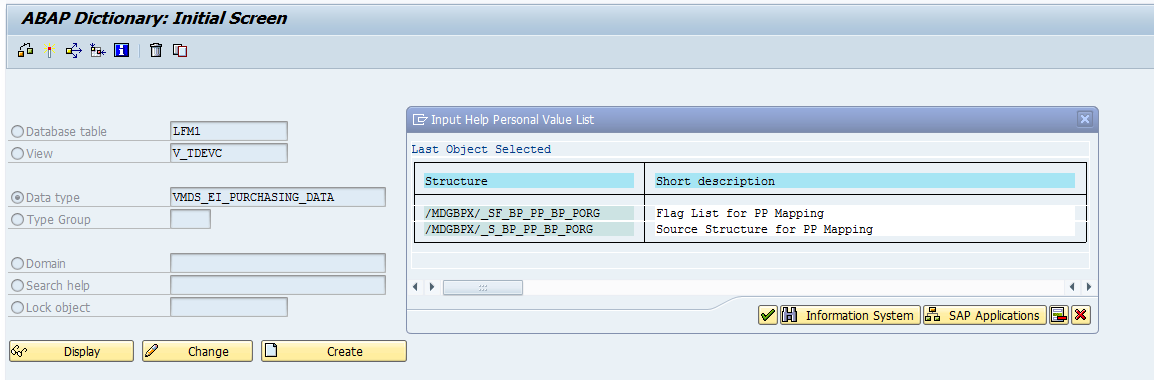 ABAP Dictionary: Initial Screen
Database table LFM1
View V_TDEVC
Data type VMDS_EI_PURCHASING_DATA
Type Group
Domain
Search help
Lock object
Display Change Create
Input Help Personal Value List
Last Object Selected
Structure Short description
/MDGBPX/_SF_BP_PP_BP_PORG Flag List for PP Mapping
/MDGBPX/_S_BP_PP_BP_PORG Source Structure for PP Mapping
Information System SAP Applications